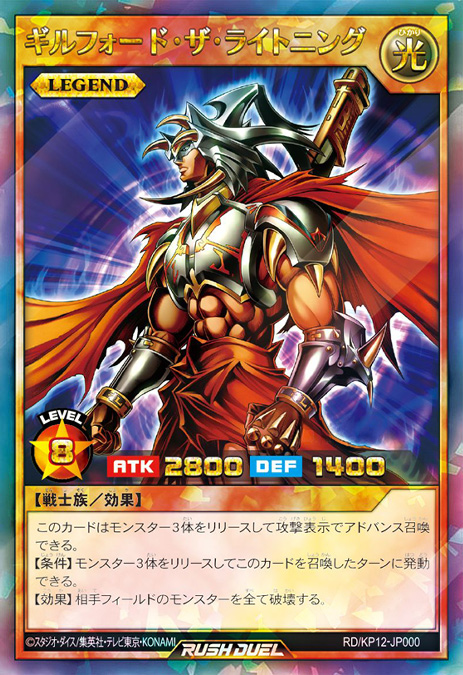 ギルフォード・ザ・ライトニング
ひかり
光
LEGEND
LEVEL
8
ATK 2800 DEF 1400
【戦士族／効果】
このカードはモンスター3体をリリースして攻撃表示でアドバンス召喚
できる。
【条件】モンスター3体をリリースしてこのカードを召喚したターンに発動
できる。
【効果】相手フィールドのモンスターを全て破壊する。
©スタジオ・ダイス/集英社・テレビ東京・KONAMI
RUSH DUEL
RD/KP12-JP000